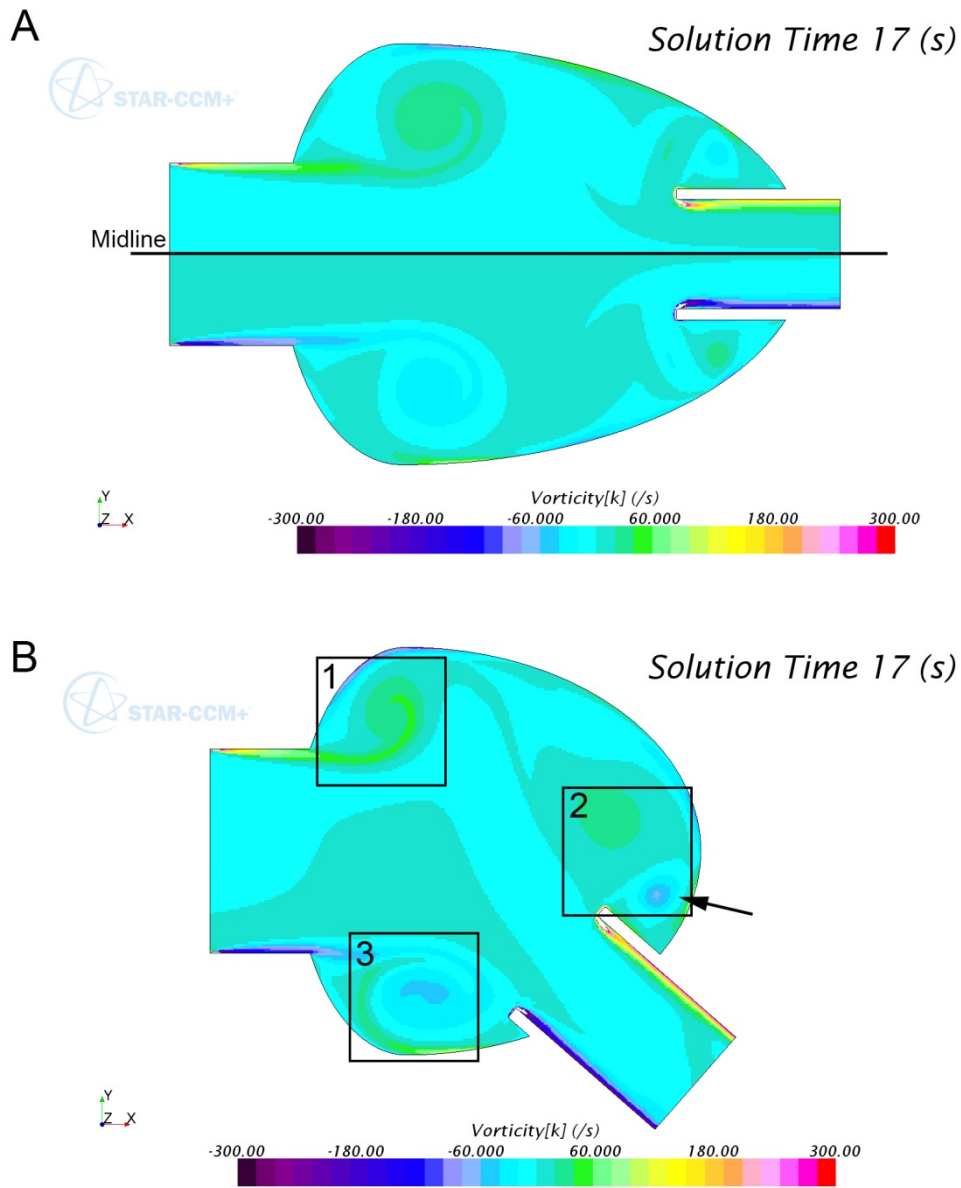 A
Solution Time 17 (s)
STAR-CCM+
Midline
Y
Z X
Vorticity[k] (/s)
-300.00 -180.00 -60.000 60.000 180.00 300.00
B
Solution Time 17 (s)
STAR-CCM+
1
2
3
Y
Z X
Vorticity[k] (/s)
-300.00 -180.00 -60.000 60.000 180.00 300.00